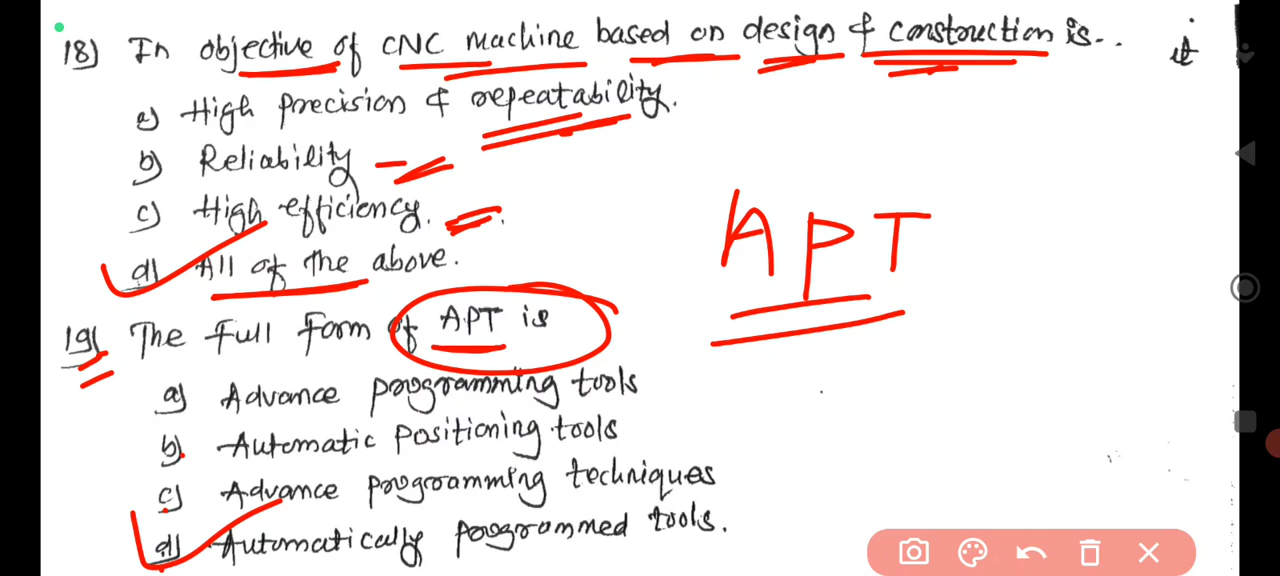 18) In objective of CNC machine based on design & construction is.. it
a) High precision & repeatability.
b) Reliability
c) High efficiency.
d) All of the above.
APT
19) The Full Form of APT is
a) Advance programming tools
b) Automatic positioning tools
c) Advance programming techniques
d) Automatically programmed tools.